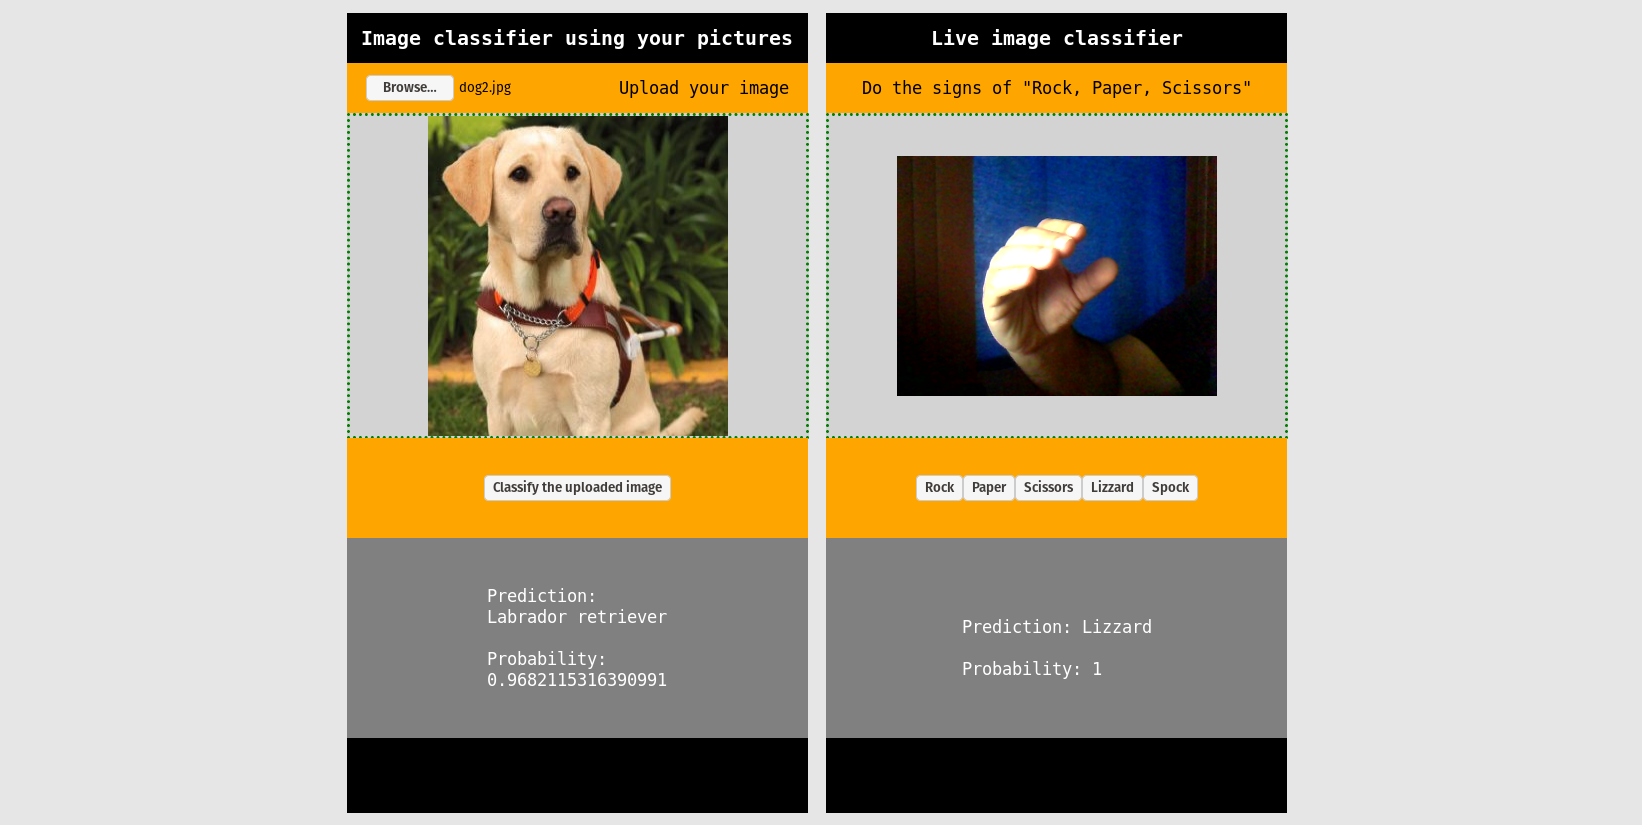 Image classifier using your pictures
Browse... dog2.jpg Upload your image
Classify the uploaded image
Prediction:
Labrador retriever
Probability:
0.9682115316390991
Live image classifier
Do the signs of "Rock, Paper, Scissors"
Rock Paper Scissors Lizzard Spock
Prediction: Lizzard
Probability: 1